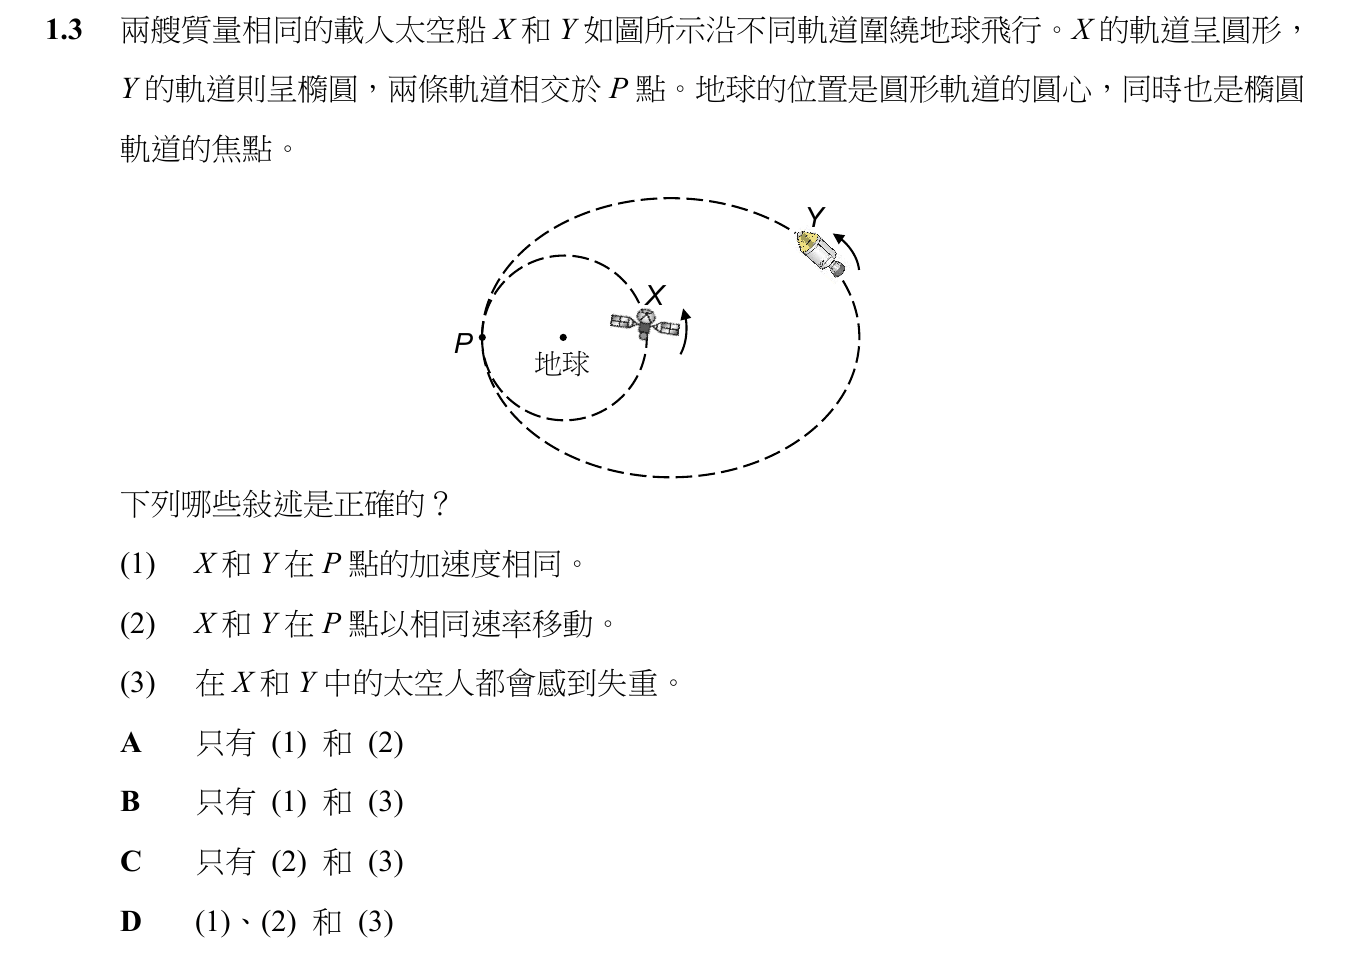 1.3 兩艘質量相同的載人太空船 X 和 Y 如圖所示沿不同軌道圍繞地球飛行。X 的軌道呈圓形，
Y 的軌道則呈橢圓，兩條軌道相交於 P 點。地球的位置是圓形軌道的圓心，同時也是橢圓
軌道的焦點。
Y
X
P
地球
下列哪些敍述是正確的？
(1) X 和 Y 在 P 點的加速度相同。
(2) X 和 Y 在 P 點以相同速率移動。
(3) 在 X 和 Y 中的太空人都會感到失重。
A 只有 (1) 和 (2)
B 只有 (1) 和 (3)
C 只有 (2) 和 (3)
D (1)、(2) 和 (3)